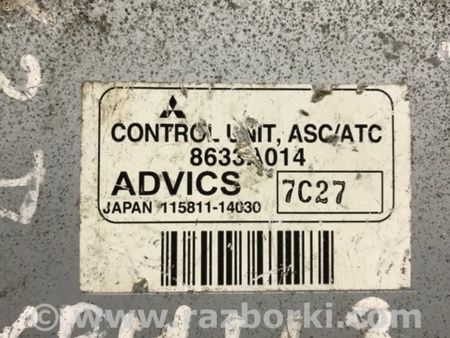 CONTROL UNIT, ASC/ATC
8633A014
ADVICS 7C27
JAPAN 115811-14030
© www.razborki.com